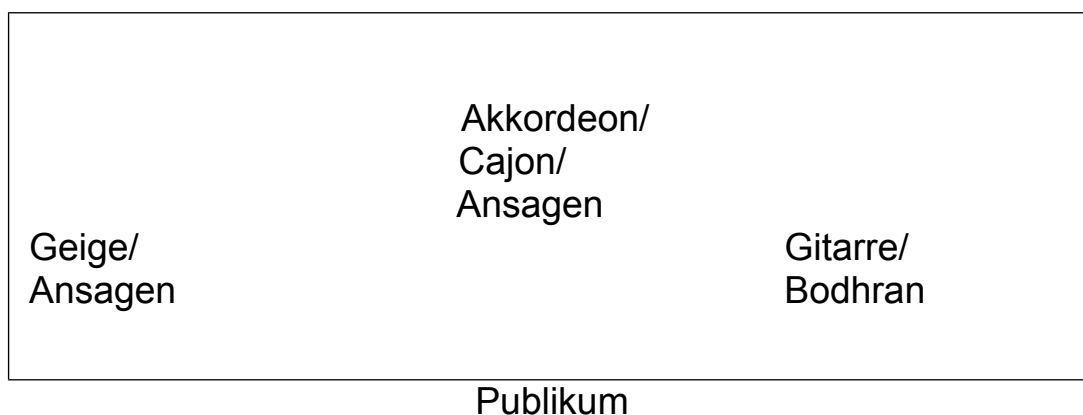 Akkordeon/
Cajon/
Ansagen
Geige/
Ansagen
Gitarre/
Bodhran
Publikum